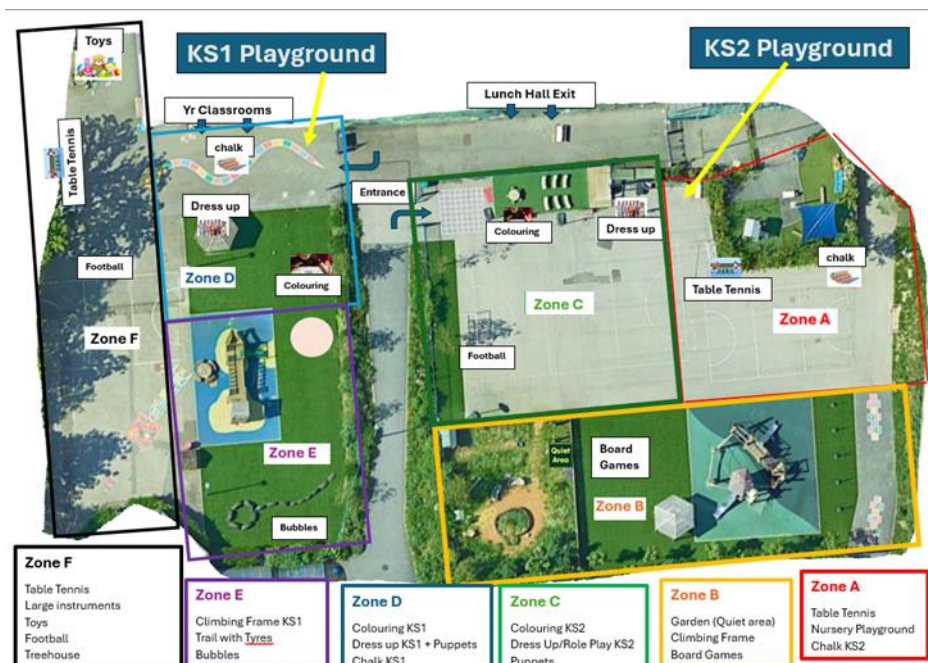 Toys
KS1 Playground
KS2 Playground
Yr Classrooms
Lunch Hall Exit
chalk
Table Tennis
Entrance
Dress up
Colouring
Dress up
Football
Zone D
Colouring
Zone C
Table Tennis
chalk
Zone A
Zone F
Football
Zone E
Quiet
Area
Board
Games
Zone B
Bubbles
Zone F
Table Tennis
Large instruments
Toys
Football
Treehouse
Zone E
Climbing Frame KS1
Trail with Tyres
Bubbles
Zone D
Colouring KS1
Dress up KS1 + Puppets
Chalk KS1
Zone C
Colouring KS2
Dress Up/Role Play KS2
Puppets
Zone B
Garden (Quiet area)
Climbing Frame
Board Games
Zone A
Table Tennis
Nursery Playground
Chalk KS2